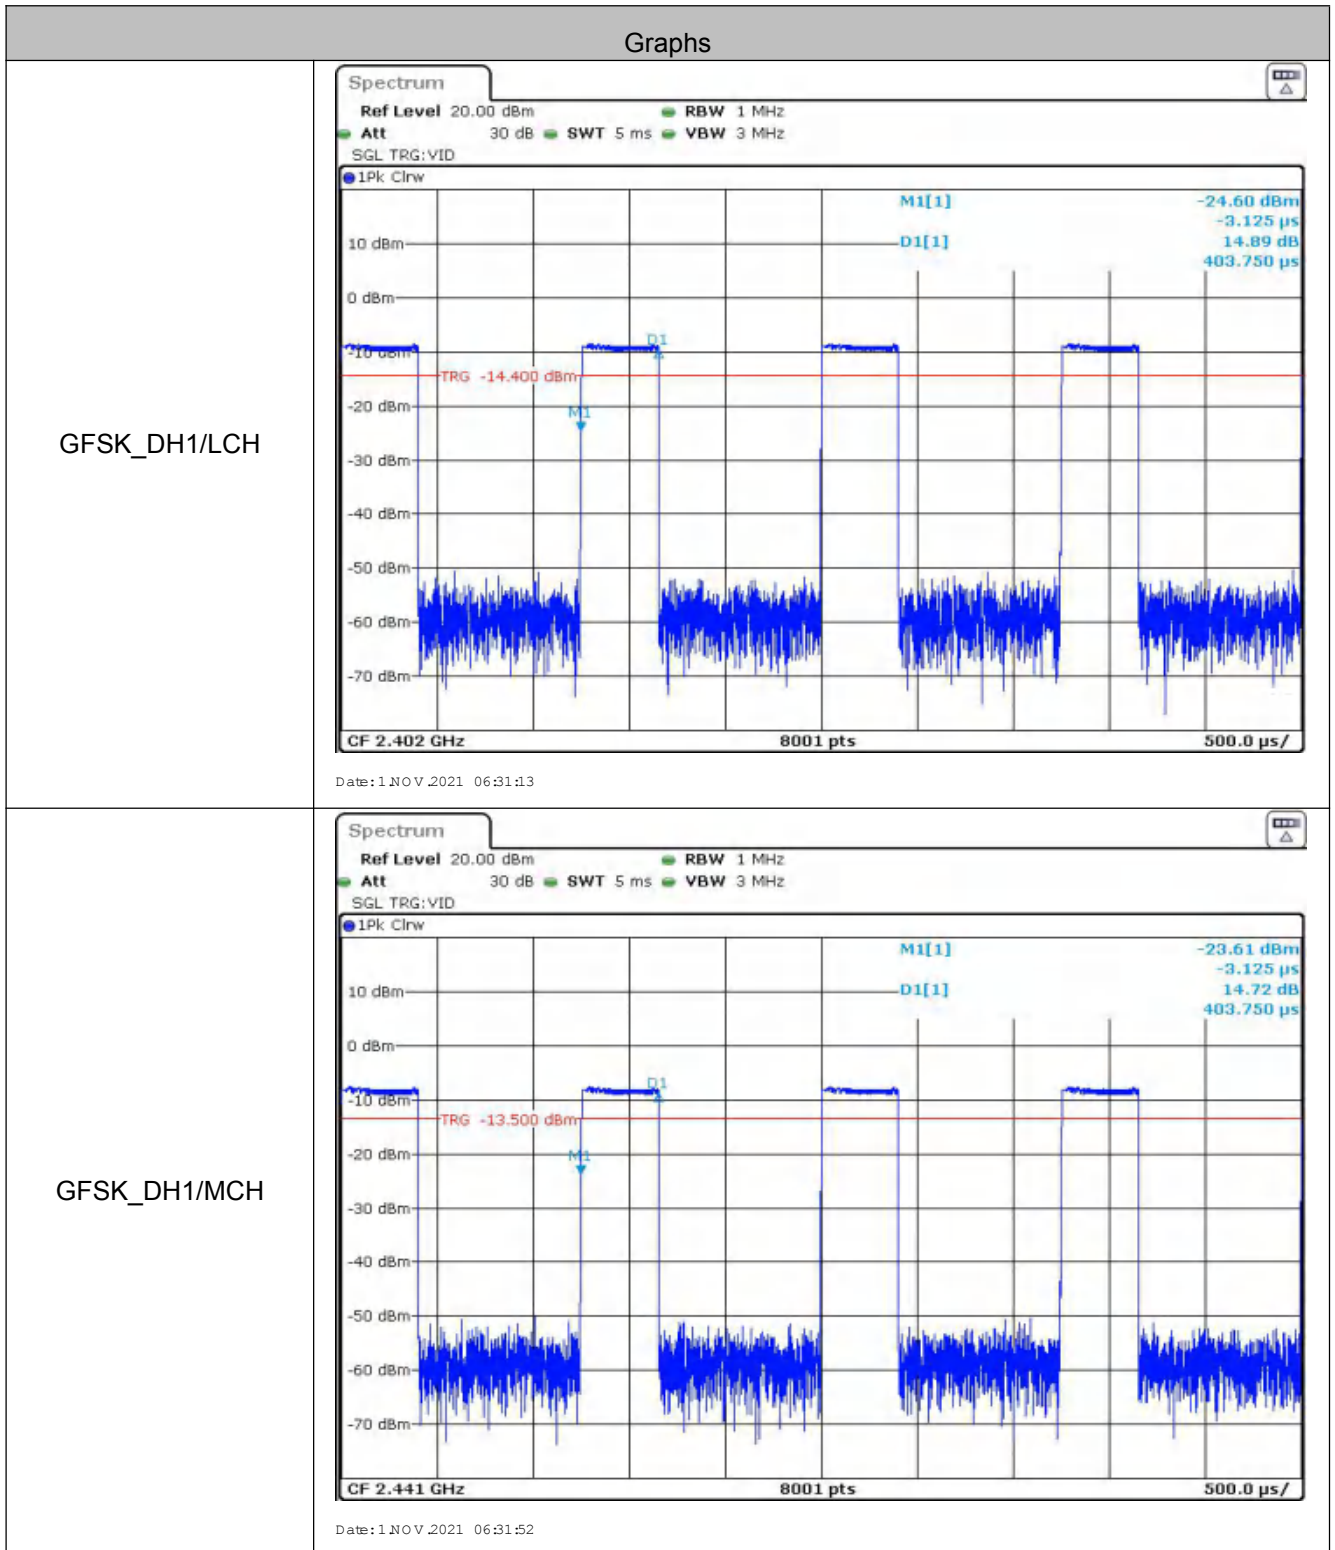 Graphs
GFSK_DH1/LCH
Spectrum
Ref Level 20.00 dBm RBW 1 MHz
Att 30 dB SWT 5 ms VBW 3 MHz
SGL TRG:VID
1Pk Clrw
M1[1] -24.60 dBm
-3.125 µs
10 dBm D1[1] 14.89 dB
403.750 µs
0 dBm
D1
-10 dBm
TRG -14.400 dBm
-20 dBm M1
-30 dBm
-40 dBm
-50 dBm
-60 dBm
-70 dBm
CF 2.402 GHz 8001 pts 500.0 µs/
Date: 1.NOV.2021 06:31:13
GFSK_DH1/MCH
Spectrum
Ref Level 20.00 dBm RBW 1 MHz
Att 30 dB SWT 5 ms VBW 3 MHz
SGL TRG:VID
1Pk Clrw
M1[1] -23.61 dBm
-3.125 µs
10 dBm D1[1] 14.72 dB
403.750 µs
0 dBm
D1
-10 dBm
TRG -13.500 dBm
-20 dBm M1
-30 dBm
-40 dBm
-50 dBm
-60 dBm
-70 dBm
CF 2.441 GHz 8001 pts 500.0 µs/
Date: 1.NOV.2021 06:31:52